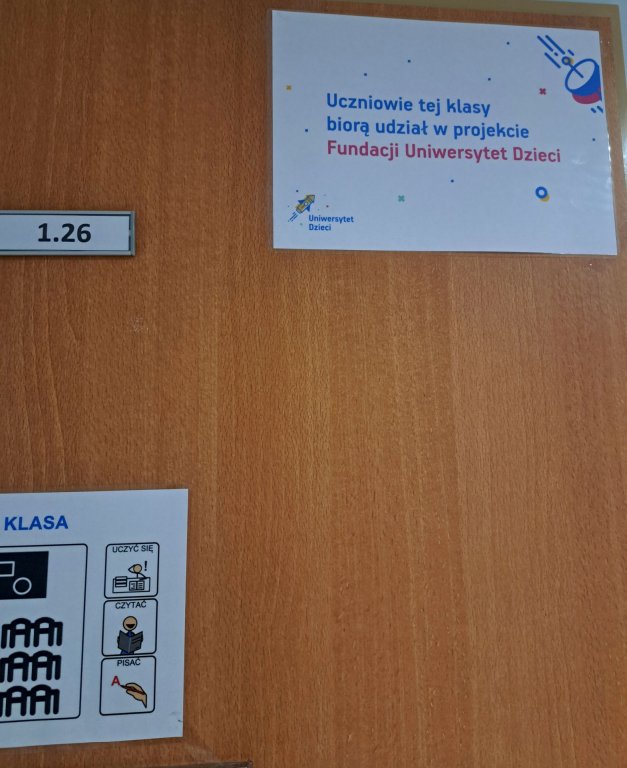 Uczniowie tej klasy
biorą udział w projekcie
Fundacji Uniwersytet Dzieci
Uniwersytet
Dzieci
1.26
KLASA
UCZYĆ SIĘ
!
CZYTAĆ
PISAĆ
A